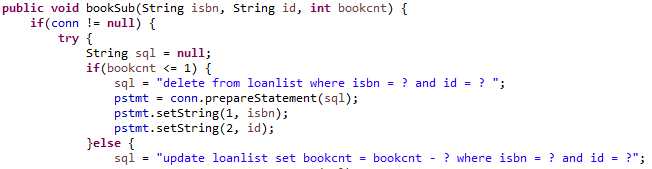 public void bookSub(String isbn, String id, int bookcnt) {
if(conn != null) {
try {
String sql = null;
if(bookcnt <= 1) {
sql = "delete from loanlist where isbn = ? and id = ? ";
pstmt = conn.prepareStatement(sql);
pstmt.setString(1, isbn);
pstmt.setString(2, id);
}else {
sql = "update loanlist set bookcnt = bookcnt - ? where isbn = ? and id = ?";